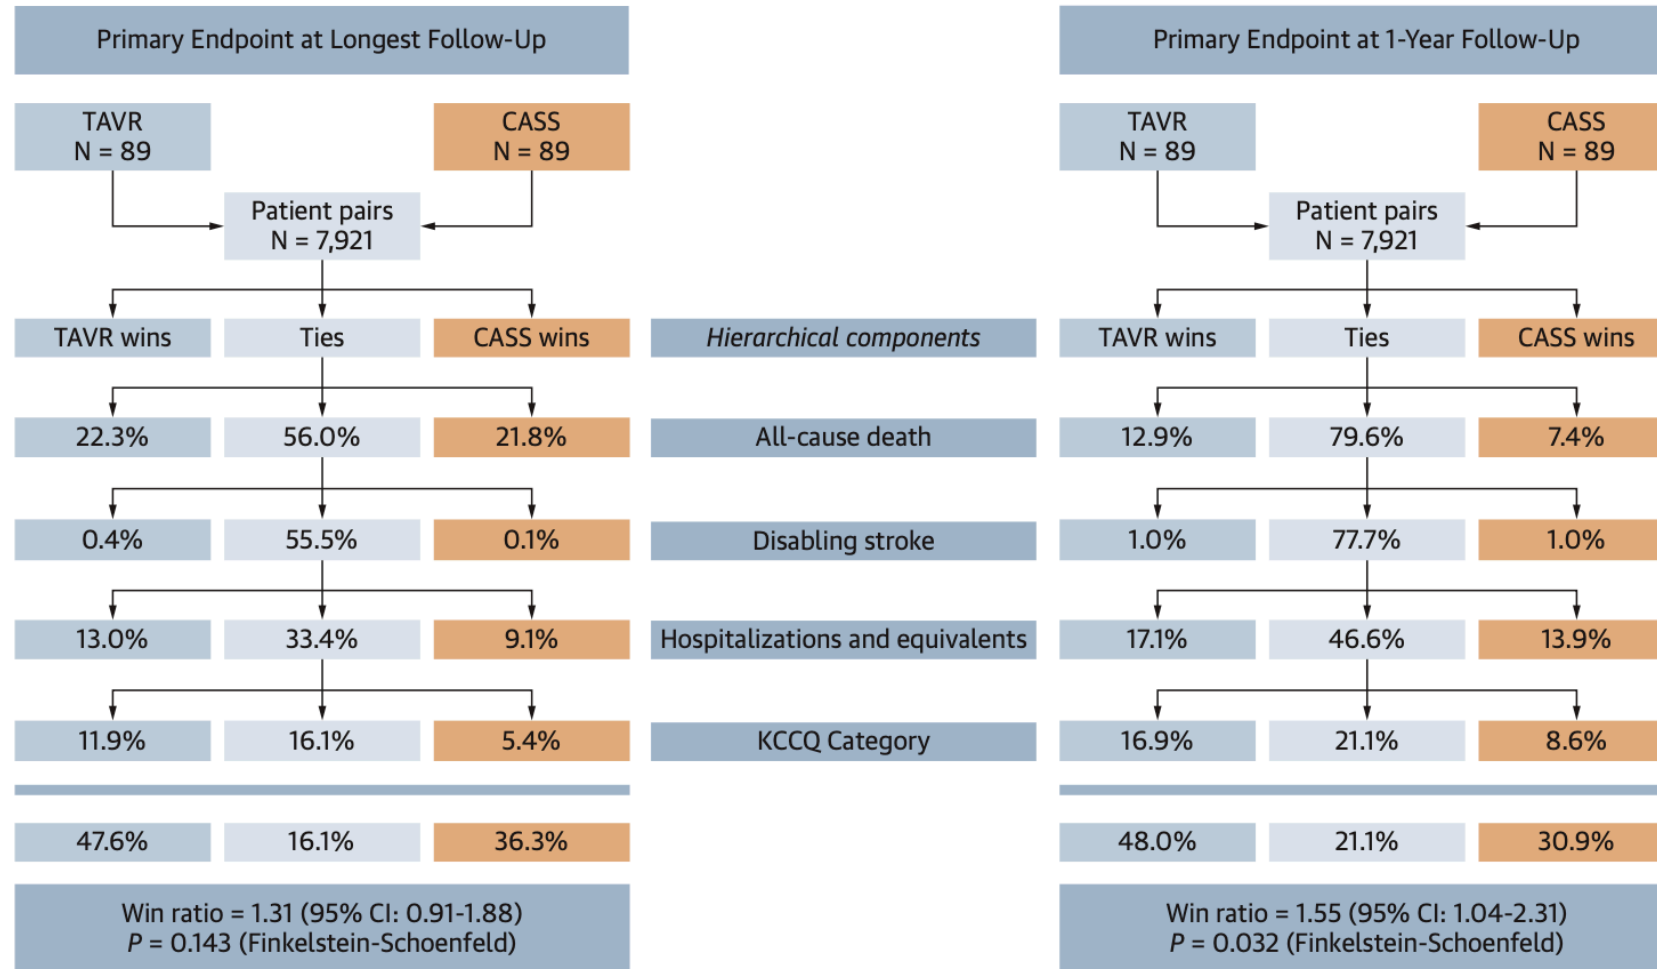 Primary Endpoint at Longest Follow-Up
TAVR
N = 89
CASS
N = 89
Patient pairs
N = 7,921
TAVR wins
Ties
CASS wins
22.3%
56.0%
21.8%
0.4%
55.5%
0.1%
13.0%
33.4%
9.1%
11.9%
16.1%
5.4%
47.6%
16.1%
36.3%
Win ratio = 1.31 (95% CI: 0.91-1.88)
P = 0.143 (Finkelstein-Schoenfeld)
Hierarchical components
All-cause death
Disabling stroke
Hospitalizations and equivalents
KCCQ Category
Primary Endpoint at 1-Year Follow-Up
TAVR
N = 89
CASS
N = 89
Patient pairs
N = 7,921
TAVR wins
Ties
CASS wins
12.9%
79.6%
7.4%
1.0%
77.7%
1.0%
17.1%
46.6%
13.9%
16.9%
21.1%
8.6%
48.0%
21.1%
30.9%
Win ratio = 1.55 (95% CI: 1.04-2.31)
P = 0.032 (Finkelstein-Schoenfeld)